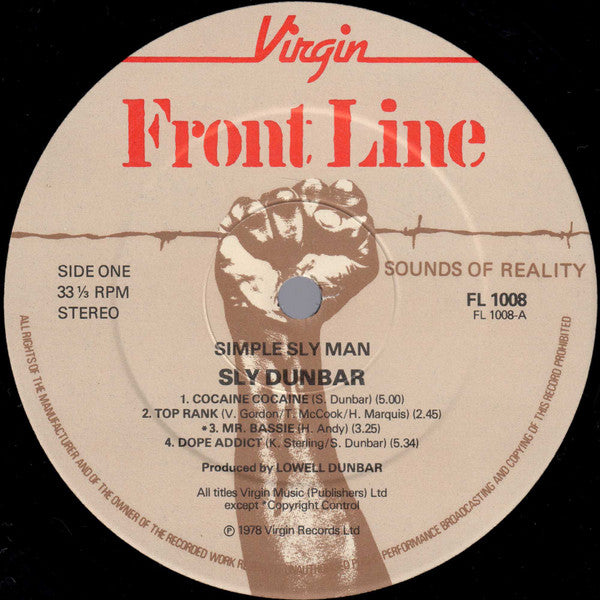 Virgin
Front Line
SOUNDS OF REALITY
SIDE ONE
33 ⅓ RPM
STEREO
FL 1008
FL 1008-A
SIMPLE SLY MAN
SLY DUNBAR
1. COCAINE COCAINE (S. Dunbar) (5.00)
2. TOP RANK (V. Gordon/T. McCook/H. Marquis) (2.45)
*3. MR. BASSIE (H. Andy) (3.25)
4. DOPE ADDICT (K. Sterling/S. Dunbar) (5.34)
Produced by LOWELL DUNBAR
All titles Virgin Music (Publishers) Ltd
except *Copyright Control
℗ 1978 Virgin Records Ltd
ALL RIGHTS OF THE MANUFACTURER AND OF THE OWNER OF THE RECORDED WORK PERFORMANCE BROADCASTING AND COPYING OF THIS RECORD PROHIBITED